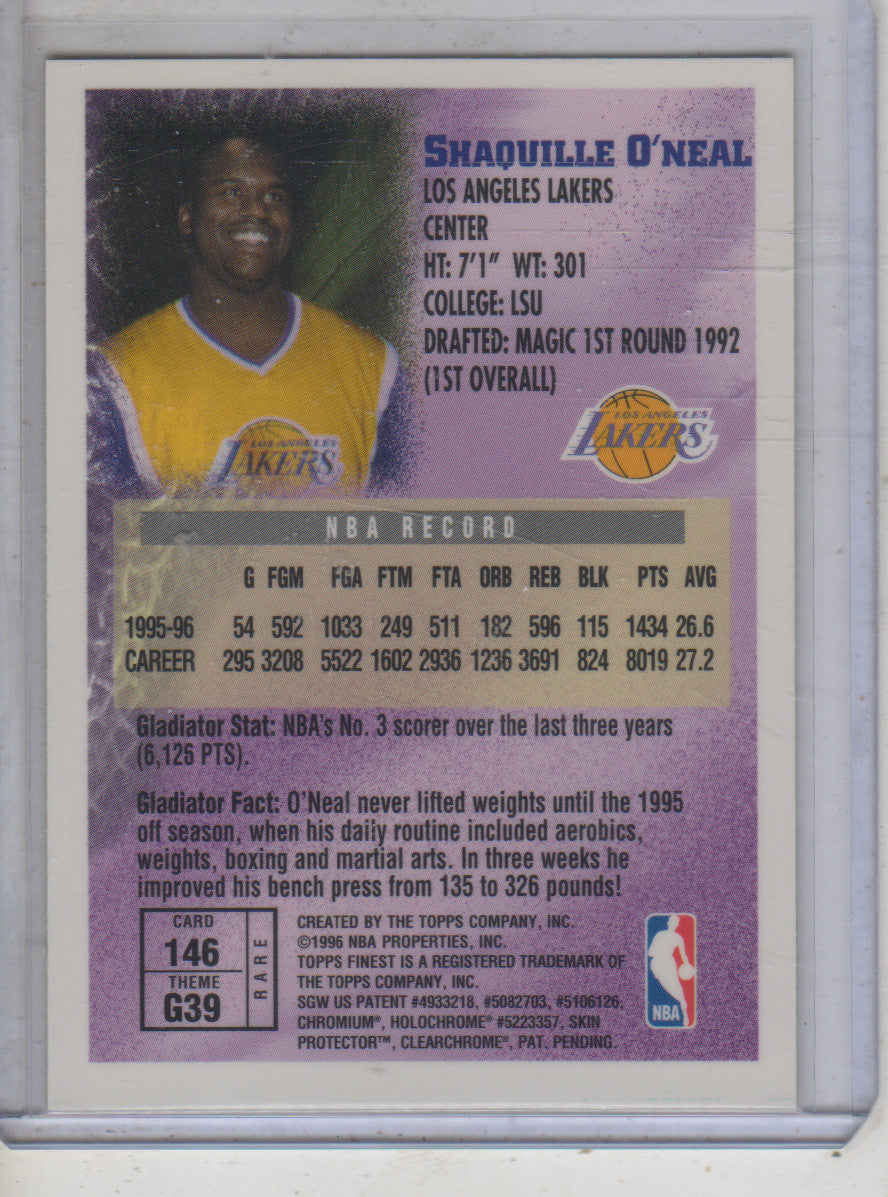 SHAQUILLE O'NEAL
LOS ANGELES LAKERS
CENTER
HT: 7'1" WT: 301
COLLEGE: LSU
DRAFTED: MAGIC 1ST ROUND 1992
(1ST OVERALL)
LOS ANGELES
LAKERS
LOS ANGELES
LAKERS
NBA RECORD
G FGM FGA FTM FTA ORB REB BLK PTS AVG
1995-96 54 592 1033 249 511 182 596 115 1434 26.6
CAREER 295 3208 5522 1602 2936 1236 3691 824 8019 27.2
Gladiator Stat: NBA's No. 3 scorer over the last three years
(6,126 PTS).
Gladiator Fact: O'Neal never lifted weights until the 1995
off season, when his daily routine included aerobics,
weights, boxing and martial arts. In three weeks he
improved his bench press from 135 to 326 pounds!
CARD
146
THEME
G39
RARE
CREATED BY THE TOPPS COMPANY, INC.
©1996 NBA PROPERTIES, INC.
TOPPS FINEST IS A REGISTERED TRADEMARK OF
THE TOPPS COMPANY, INC.
SGW US PATENT #4933218, #5082703, #5106126,
CHROMIUM®, HOLOCHROME® #5223357, SKIN
PROTECTOR™, CLEARCHROME®, PAT. PENDING.
NBA